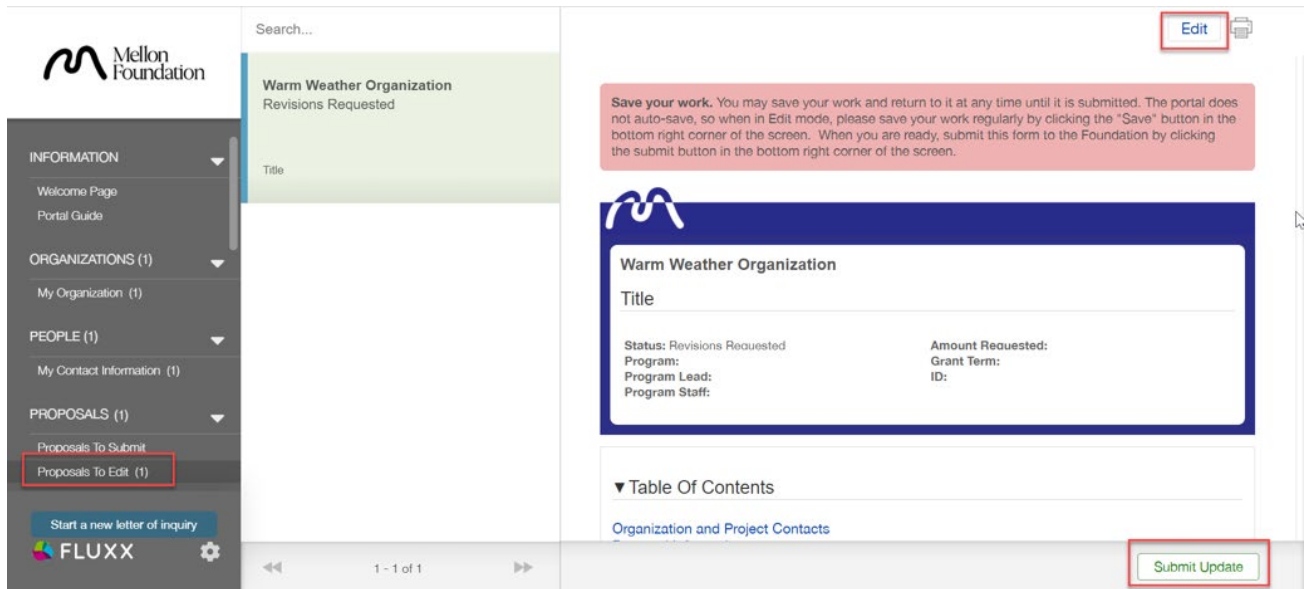 Mellon
Foundation
INFORMATION
Welcome Page
Portal Guide
ORGANIZATIONS (1)
My Organization (1)
PEOPLE (1)
My Contact Information (1)
PROPOSALS (1)
Proposals To Submit
Proposals To Edit (1)
Start a new letter of inquiry
FLUXX
Search...
Warm Weather Organization
Revisions Requested
Title
1 - 1 of 1
Edit
Save your work. You may save your work and return to it at any time until it is submitted. The portal does
not auto-save, so when in Edit mode, please save your work regularly by clicking the "Save" button in the
bottom right corner of the screen. When you are ready, submit this form to the Foundation by clicking
the submit button in the bottom right corner of the screen.
Warm Weather Organization
Title
Status: Revisions Requested
Program:
Program Lead:
Program Staff:
Amount Requested:
Grant Term:
ID:
▼ Table Of Contents
Organization and Project Contacts
Submit Update